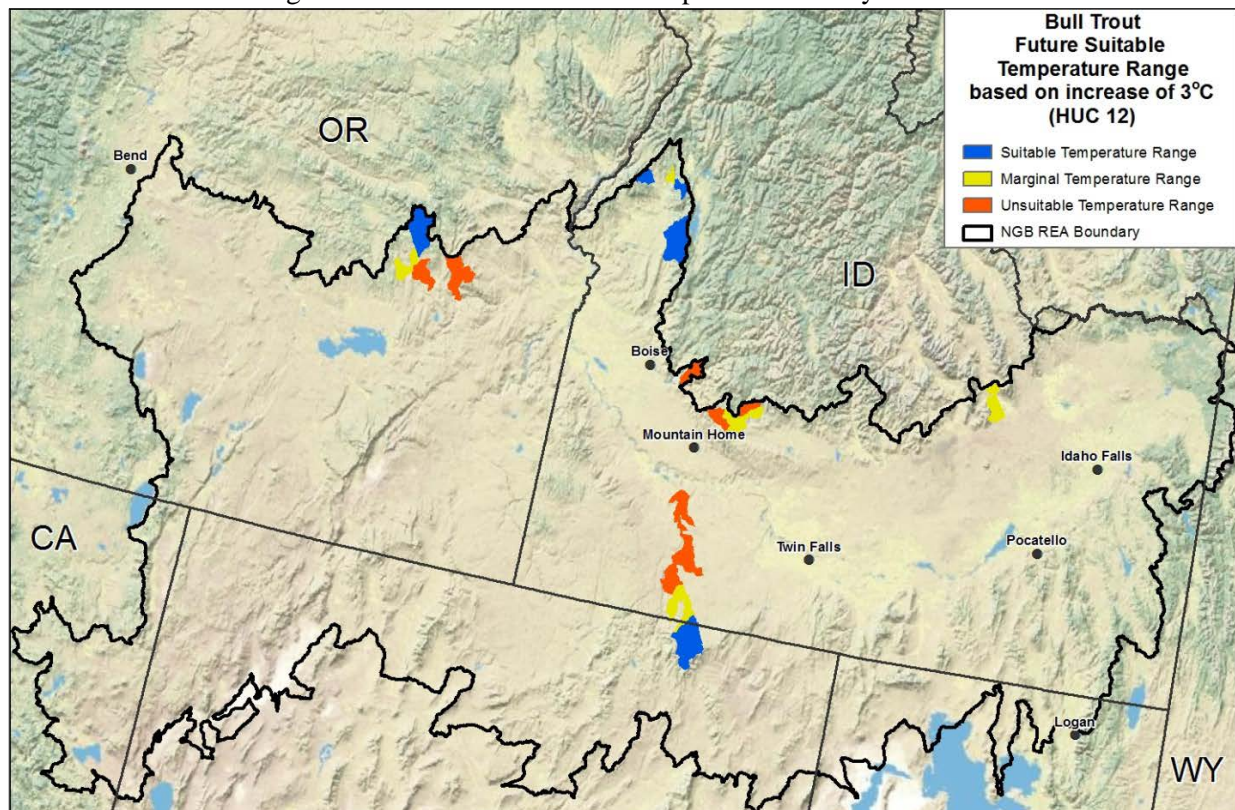 Bull Trout
Future Suitable
Temperature Range
based on increase of 3°C
(HUC 12)
Suitable Temperature Range
Marginal Temperature Range
Unsuitable Temperature Range
NGB REA Boundary
OR
Bend
ID
Boise
Mountain Home
Idaho Falls
CA
Twin Falls
Pocatello
Logan
WY